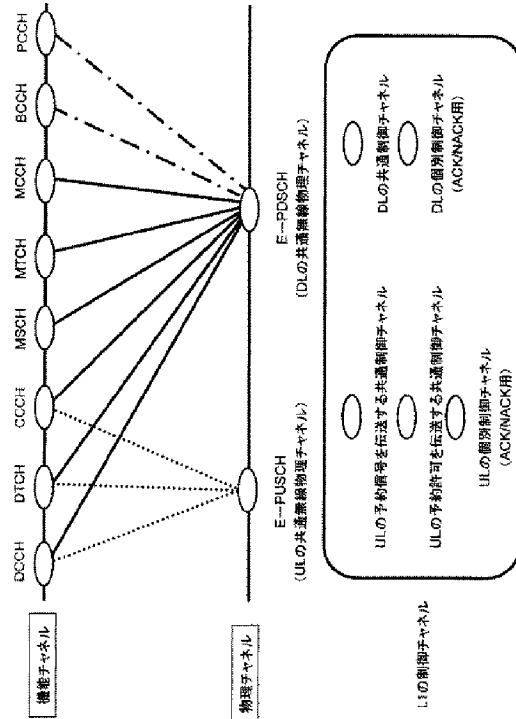 機能チャネル
DCCH
DTCH
CCCH
MSCH
MTCH
MCCH
BCCH
PCCH
物理チャネル
E-PUSCH
(ULの共通無線物理チャネル)
E-PDSCH
(DLの共通無線物理チャネル)
L1の制御チャネル
ULの予約信号を伝送する共通制御チャネル
ULの予約許可を伝送する共通制御チャネル
ULの個別制御チャネル
(ACK/NACK用)
DLの共通制御チャネル
DLの個別制御チャネル
(ACK/NACK用)